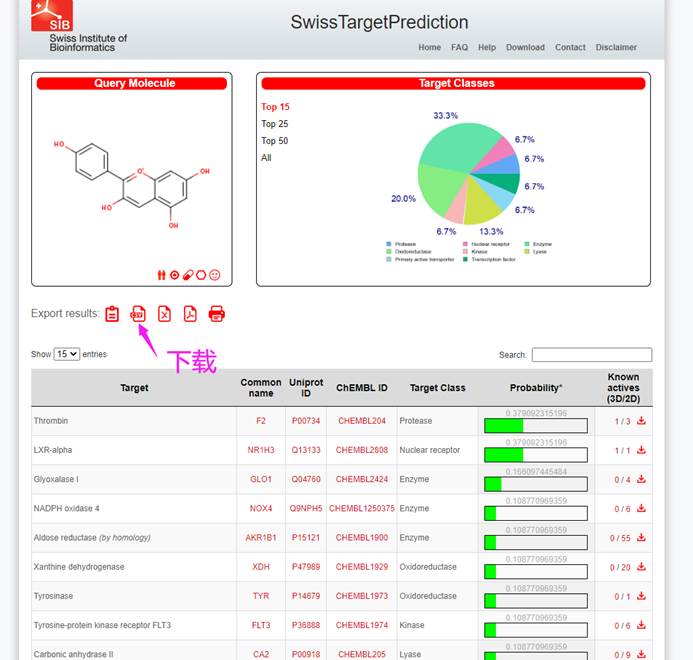 SIB
Swiss Institute of
Bioinformatics
SwissTargetPrediction
Home FAQ Help Download Contact Disclaimer
Query Molecule
HO
O+
OH
HO
OH
Target Classes
Top 15
Top 25
Top 50
All
33.3%
6.7%
6.7%
6.7%
6.7%
13.3%
6.7%
20.0%
Protease Nuclear receptor Enzyme
Oxidoreductase Kinase Lyase
Primary active transporter Transcription factor
Export results: CSV
下载
Show 15 entries
Search:
Target Common name Uniprot ID ChEMBL ID Target Class Probability* Known actives (3D/2D)
Thrombin F2 P00734 CHEMBL204 Protease 0.379092315196 1 / 3
LXR-alpha NR1H3 Q13133 CHEMBL2808 Nuclear receptor 0.379092315196 1 / 1
Glyoxalase I GLO1 Q04760 CHEMBL2424 Enzyme 0.166097445484 0 / 4
NADPH oxidase 4 NOX4 Q9NPH5 CHEMBL1250375 Enzyme 0.108770969359 0 / 6
Aldose reductase (by homology) AKR1B1 P15121 CHEMBL1900 Enzyme 0.108770969359 0 / 55
Xanthine dehydrogenase XDH P47989 CHEMBL1929 Oxidoreductase 0.108770969359 0 / 20
Tyrosinase TYR P14679 CHEMBL1973 Oxidoreductase 0.108770969359 0 / 1
Tyrosine-protein kinase receptor FLT3 FLT3 P36888 CHEMBL1974 Kinase 0.108770969359 0 / 6
Carbonic anhydrase II CA2 P00918 CHEMBL205 Lyase 0.108770969359 0 / 9